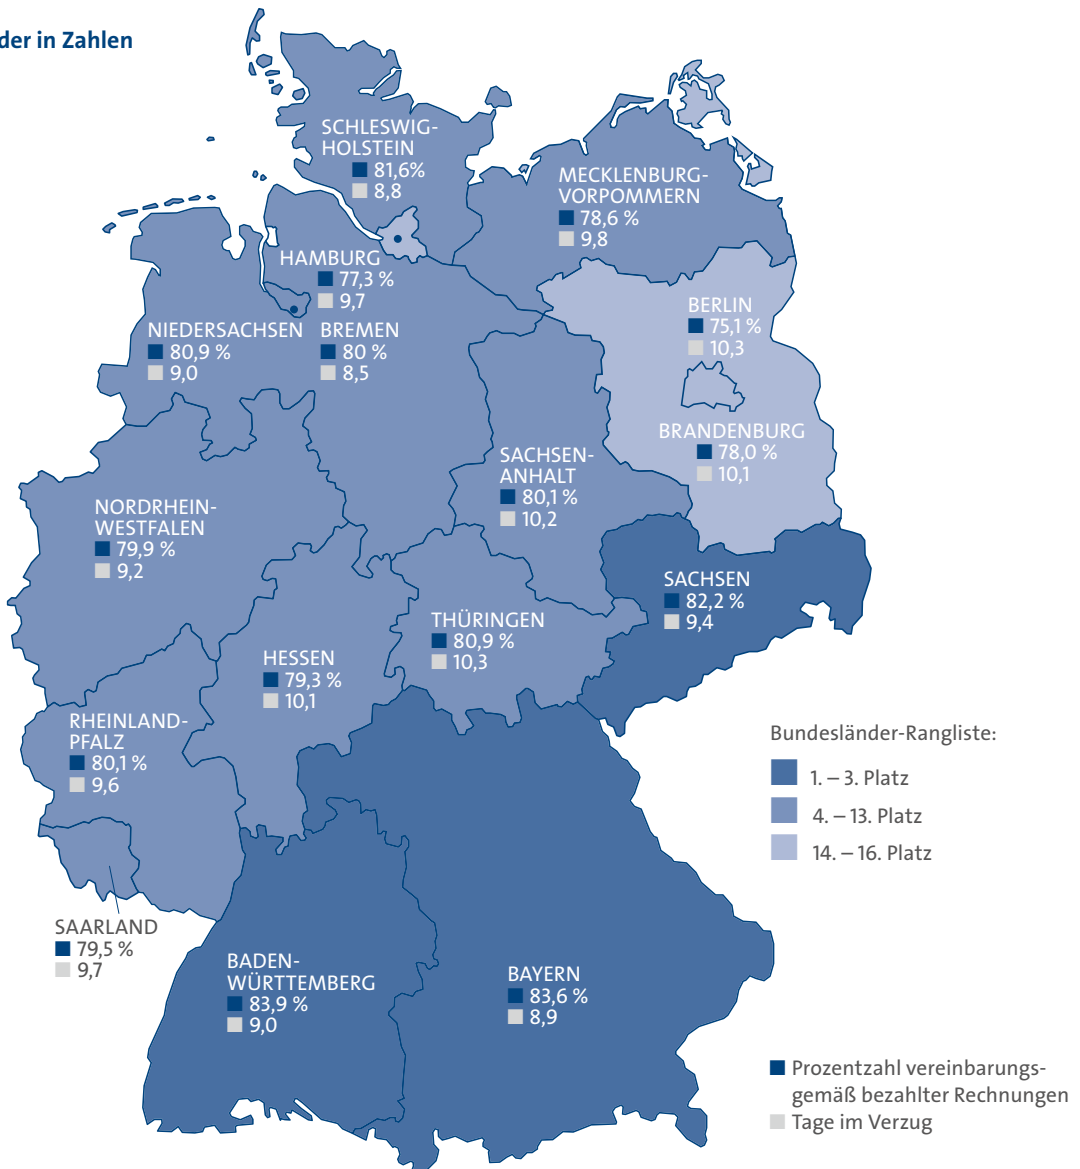 der in Zahlen
SCHLESWIG-
HOLSTEIN
81,6%
8,8
MECKLENBURG-
VORPOMMERN
78,6 %
9,8
HAMBURG
77,3 %
9,7
NIEDERSACHSEN
80,9 %
9,0
BREMEN
80 %
8,5
BERLIN
75,1 %
10,3
BRANDENBURG
78,0 %
10,1
SACHSEN-
ANHALT
80,1 %
10,2
NORDRHEIN-
WESTFALEN
79,9 %
9,2
SACHSEN
82,2 %
9,4
THÜRINGEN
80,9 %
10,3
HESSEN
79,3 %
10,1
RHEINLAND-
PFALZ
80,1 %
9,6
SAARLAND
79,5 %
9,7
BADEN-
WÜRTTEMBERG
83,9 %
9,0
BAYERN
83,6 %
8,9
Bundesländer-Rangliste:
1. – 3. Platz
4. – 13. Platz
14. – 16. Platz
Prozentzahl vereinbarungs-
gemäß bezahlter Rechnungen
Tage im Verzug